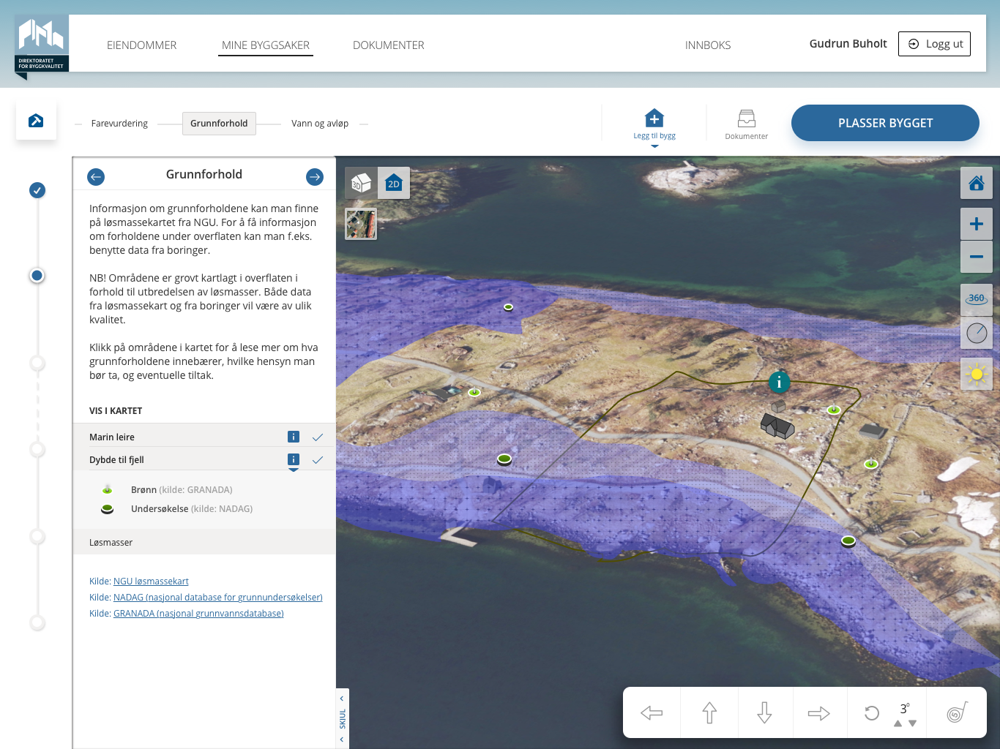 EIENDOMMER
MINE BYGGSAKER
DOKUMENTER
INNBOKS
Gudrun Buholt
Logg ut
DIREKTORATET
FOR BYGGKVALITET
Farevurdering
Grunnforhold
Vann og avløp
Legg til bygg
Dokumenter
PLASSER BYGGET
Grunnforhold
Informasjon om grunnforholdene kan man finne
på løsmassekartet fra NGU. For å få informasjon
om forholdene under overflaten kan man f.eks.
benytte data fra boringer.
NB! Områdene er grovt kartlagt i overflaten i
forhold til utbredelsen av løsmasser. Både data
fra løsmassekart og fra boringer vil være av ulik
kvalitet.
Klikk på områdene i kartet for å lese mer om hva
grunnforholdene innebærer, hvilke hensyn man
bør ta, og eventuelle tiltak.
VIS I KARTET
Marin leire
i
Dybde til fjell
i
Brønn (kilde: GRANADA)
Undersøkelse (kilde: NADAG)
Løsmasser
Kilde: NGU løsmassekart
Kilde: NADAG (nasjonal database for grunnundersøkelser)
Kilde: GRANADA (nasjonal grunnvannsdatabase)
3D
2D
360
i
SKJUL
3°
5